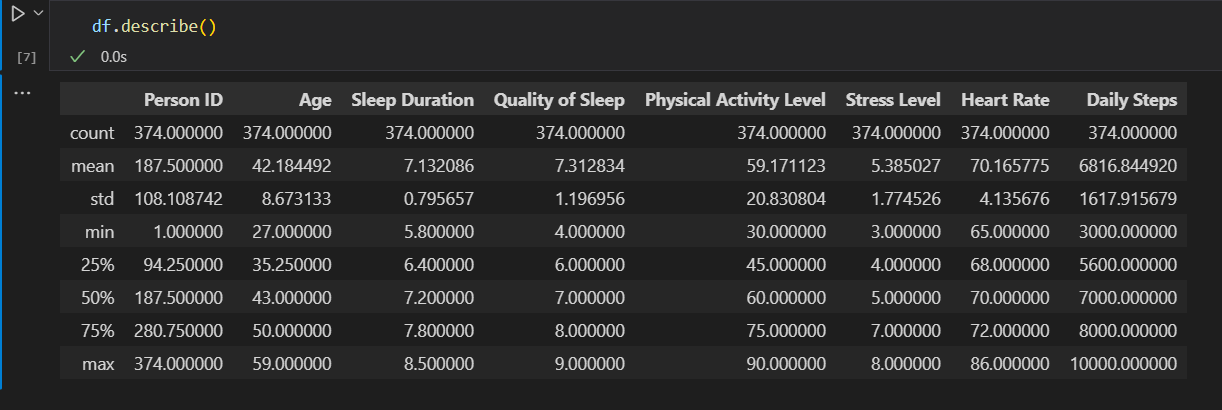 df.describe()
[7]
0.0s
...
Person ID Age Sleep Duration Quality of Sleep Physical Activity Level Stress Level Heart Rate Daily Steps
count 374.000000 374.000000 374.000000 374.000000 374.000000 374.000000 374.000000 374.000000
mean 187.500000 42.184492 7.132086 7.312834 59.171123 5.385027 70.165775 6816.844920
std 108.108742 8.673133 0.795657 1.196956 20.830804 1.774526 4.135676 1617.915679
min 1.000000 27.000000 5.800000 4.000000 30.000000 3.000000 65.000000 3000.000000
25% 94.250000 35.250000 6.400000 6.000000 45.000000 4.000000 68.000000 5600.000000
50% 187.500000 43.000000 7.200000 7.000000 60.000000 5.000000 70.000000 7000.000000
75% 280.750000 50.000000 7.800000 8.000000 75.000000 7.000000 72.000000 8000.000000
max 374.000000 59.000000 8.500000 9.000000 90.000000 8.000000 86.000000 10000.000000